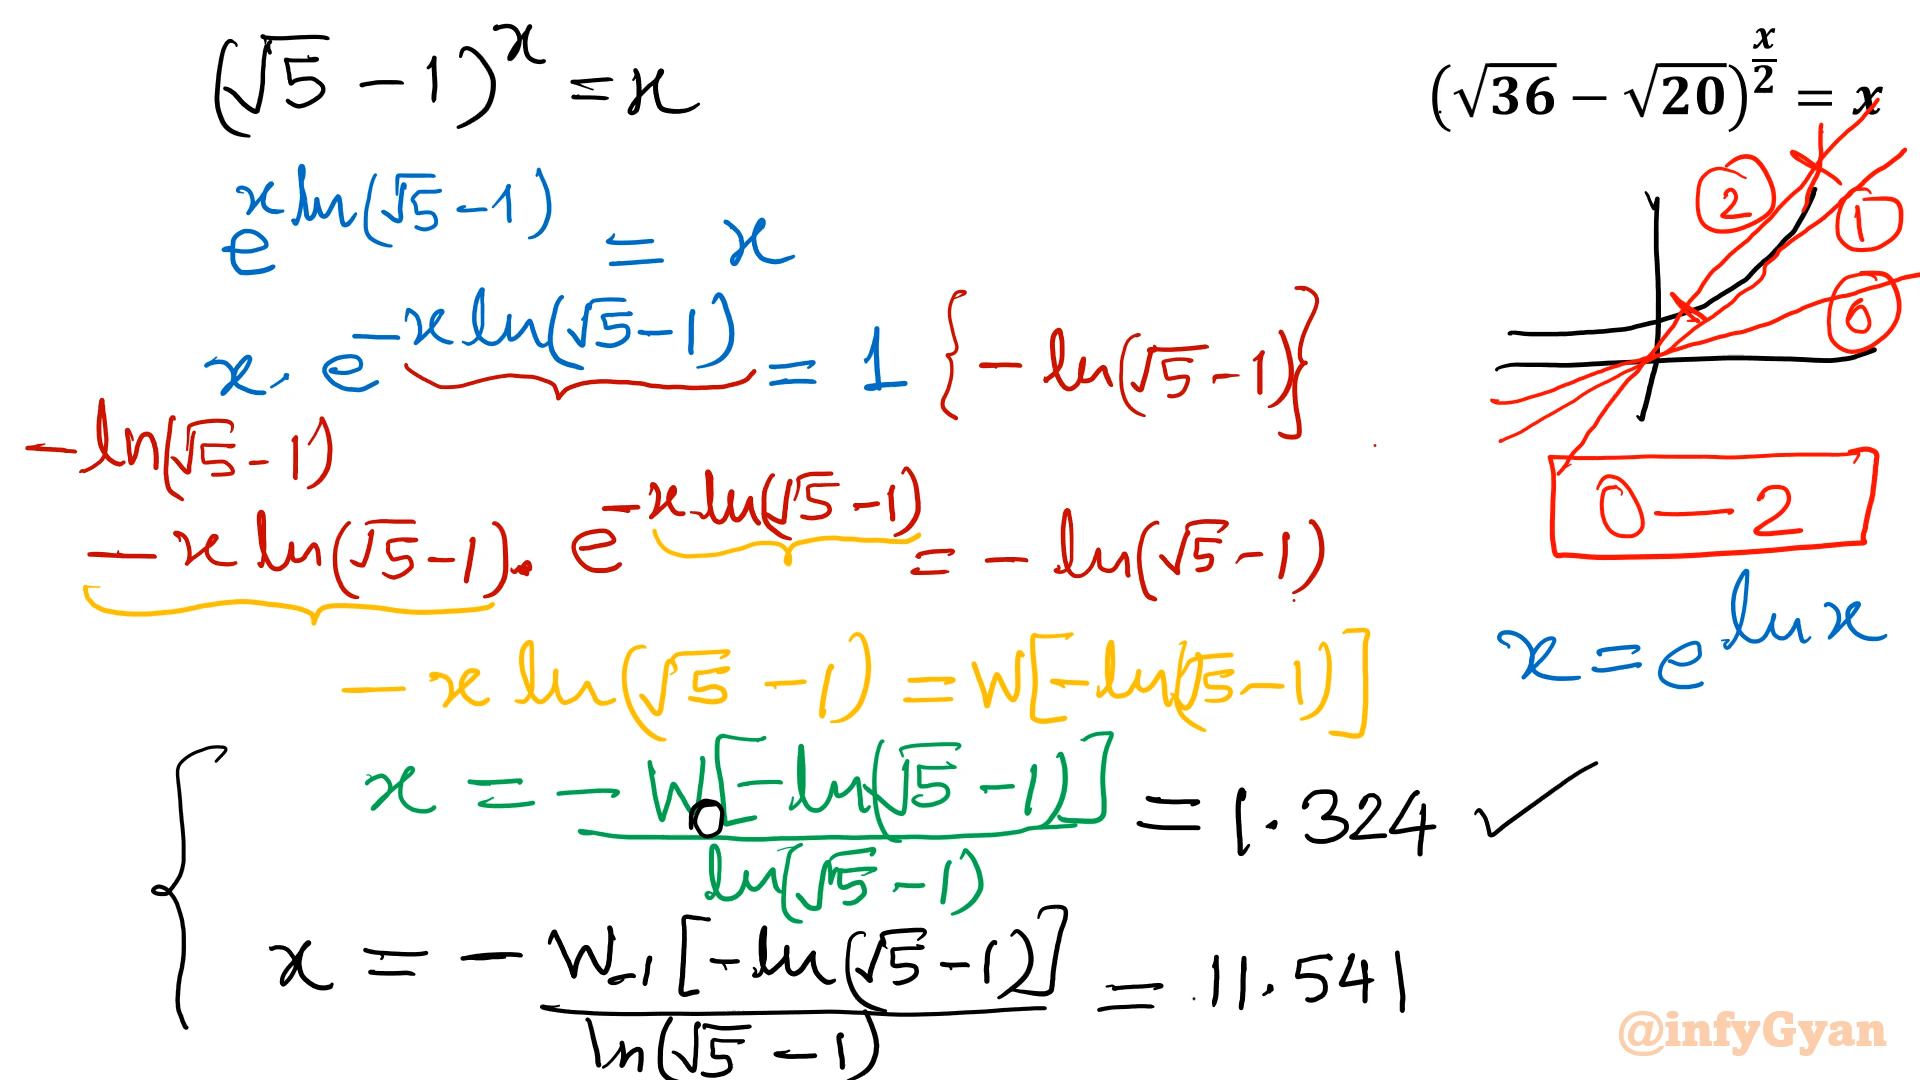 (√5 − 1)^x = x
(√36 − √20)^(x/2) = x
e^(x ln(√5 − 1)) = x
x · e^(−x ln(√5 − 1)) = 1 {− ln(√5 − 1)}
2
1
0
0 — 2
− ln(√5 − 1)
− x ln(√5 − 1) · e^(−x ln(√5 − 1)) = − ln(√5 − 1)
x = e^(ln x)
− x ln(√5 − 1) = W[− ln(√5 − 1)]
x = − W₀[− ln(√5 − 1)] / ln(√5 − 1) = 1.324 ✓
x = − W₋₁[− ln(√5 − 1)] / ln(√5 − 1) = 11.541
@infyGyan